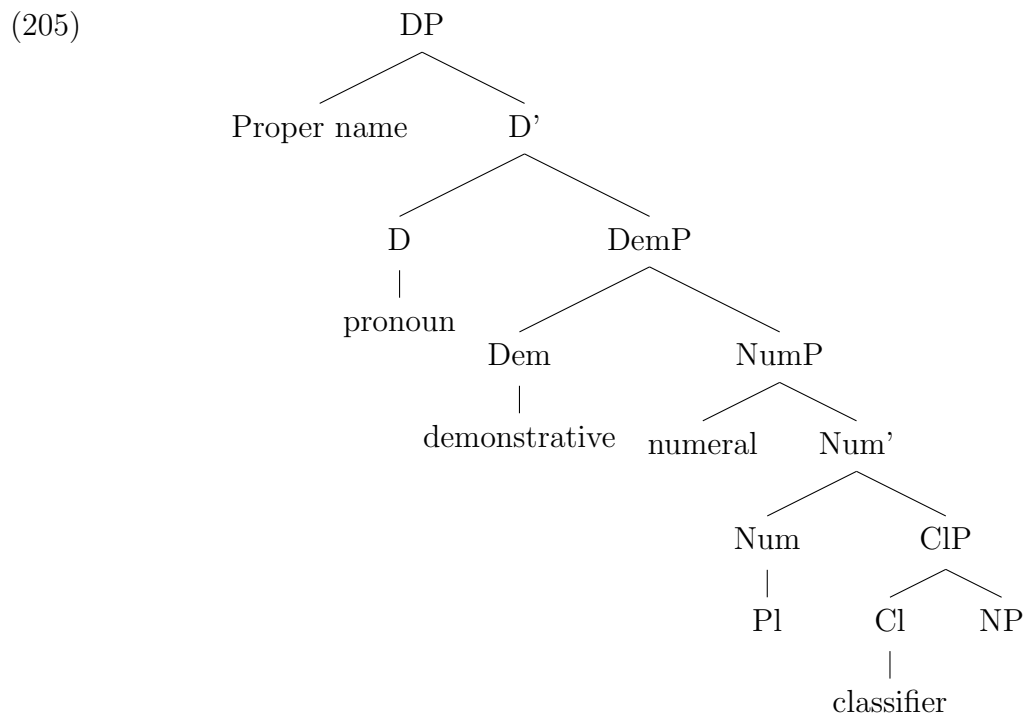 (205) DP
Proper name D'
D DemP
pronoun
Dem NumP
demonstrative numeral Num'
Num ClP
Pl Cl NP
classifier